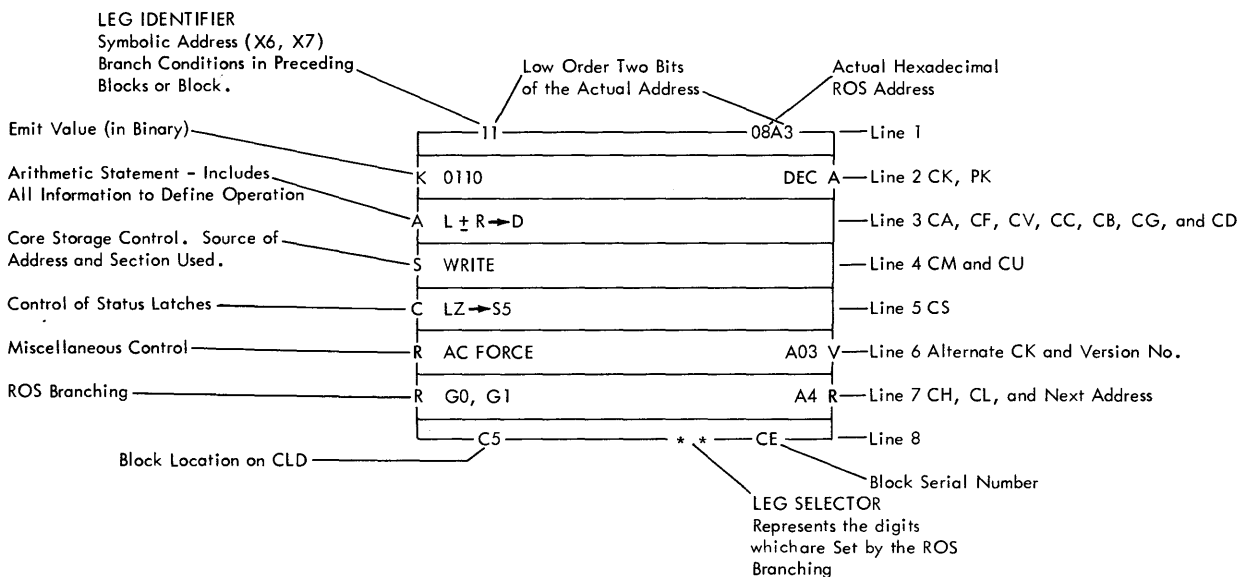 LEG IDENTIFIER
Symbolic Address (X6, X7)
Branch Conditions in Preceding
Blocks or Block.
Low Order Two Bits
of the Actual Address
Actual Hexadecimal
ROS Address
Emit Value (in Binary)
11 08A3 Line 1
K 0110 DEC A Line 2 CK, PK
Arithmetic Statement - Includes
All Information to Define Operation
A L ± R→D Line 3 CA, CF, CV, CC, CB, CG, and CD
Core Storage Control. Source of
Address and Section Used.
S WRITE Line 4 CM and CU
Control of Status Latches
C LZ→S5 Line 5 CS
Miscellaneous Control
R AC FORCE A03 V Line 6 Alternate CK and Version No.
ROS Branching
R G0, G1 A4 R Line 7 CH, CL, and Next Address
C5 * * CE Line 8
Block Location on CLD
Block Serial Number
LEG SELECTOR
Represents the digits
which are Set by the ROS
Branching